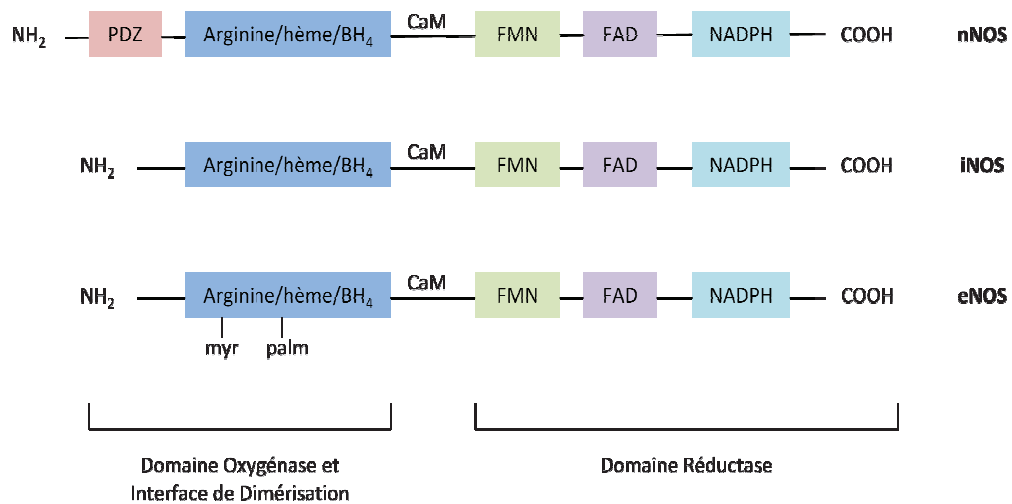 CaM
NH₂ PDZ Arginine/hème/BH₄ FMN FAD NADPH COOH nNOS
CaM
NH₂ Arginine/hème/BH₄ FMN FAD NADPH COOH iNOS
CaM
NH₂ Arginine/hème/BH₄ FMN FAD NADPH COOH eNOS
myr palm
Domaine Oxygénase et
Interface de Dimérisation
Domaine Réductase